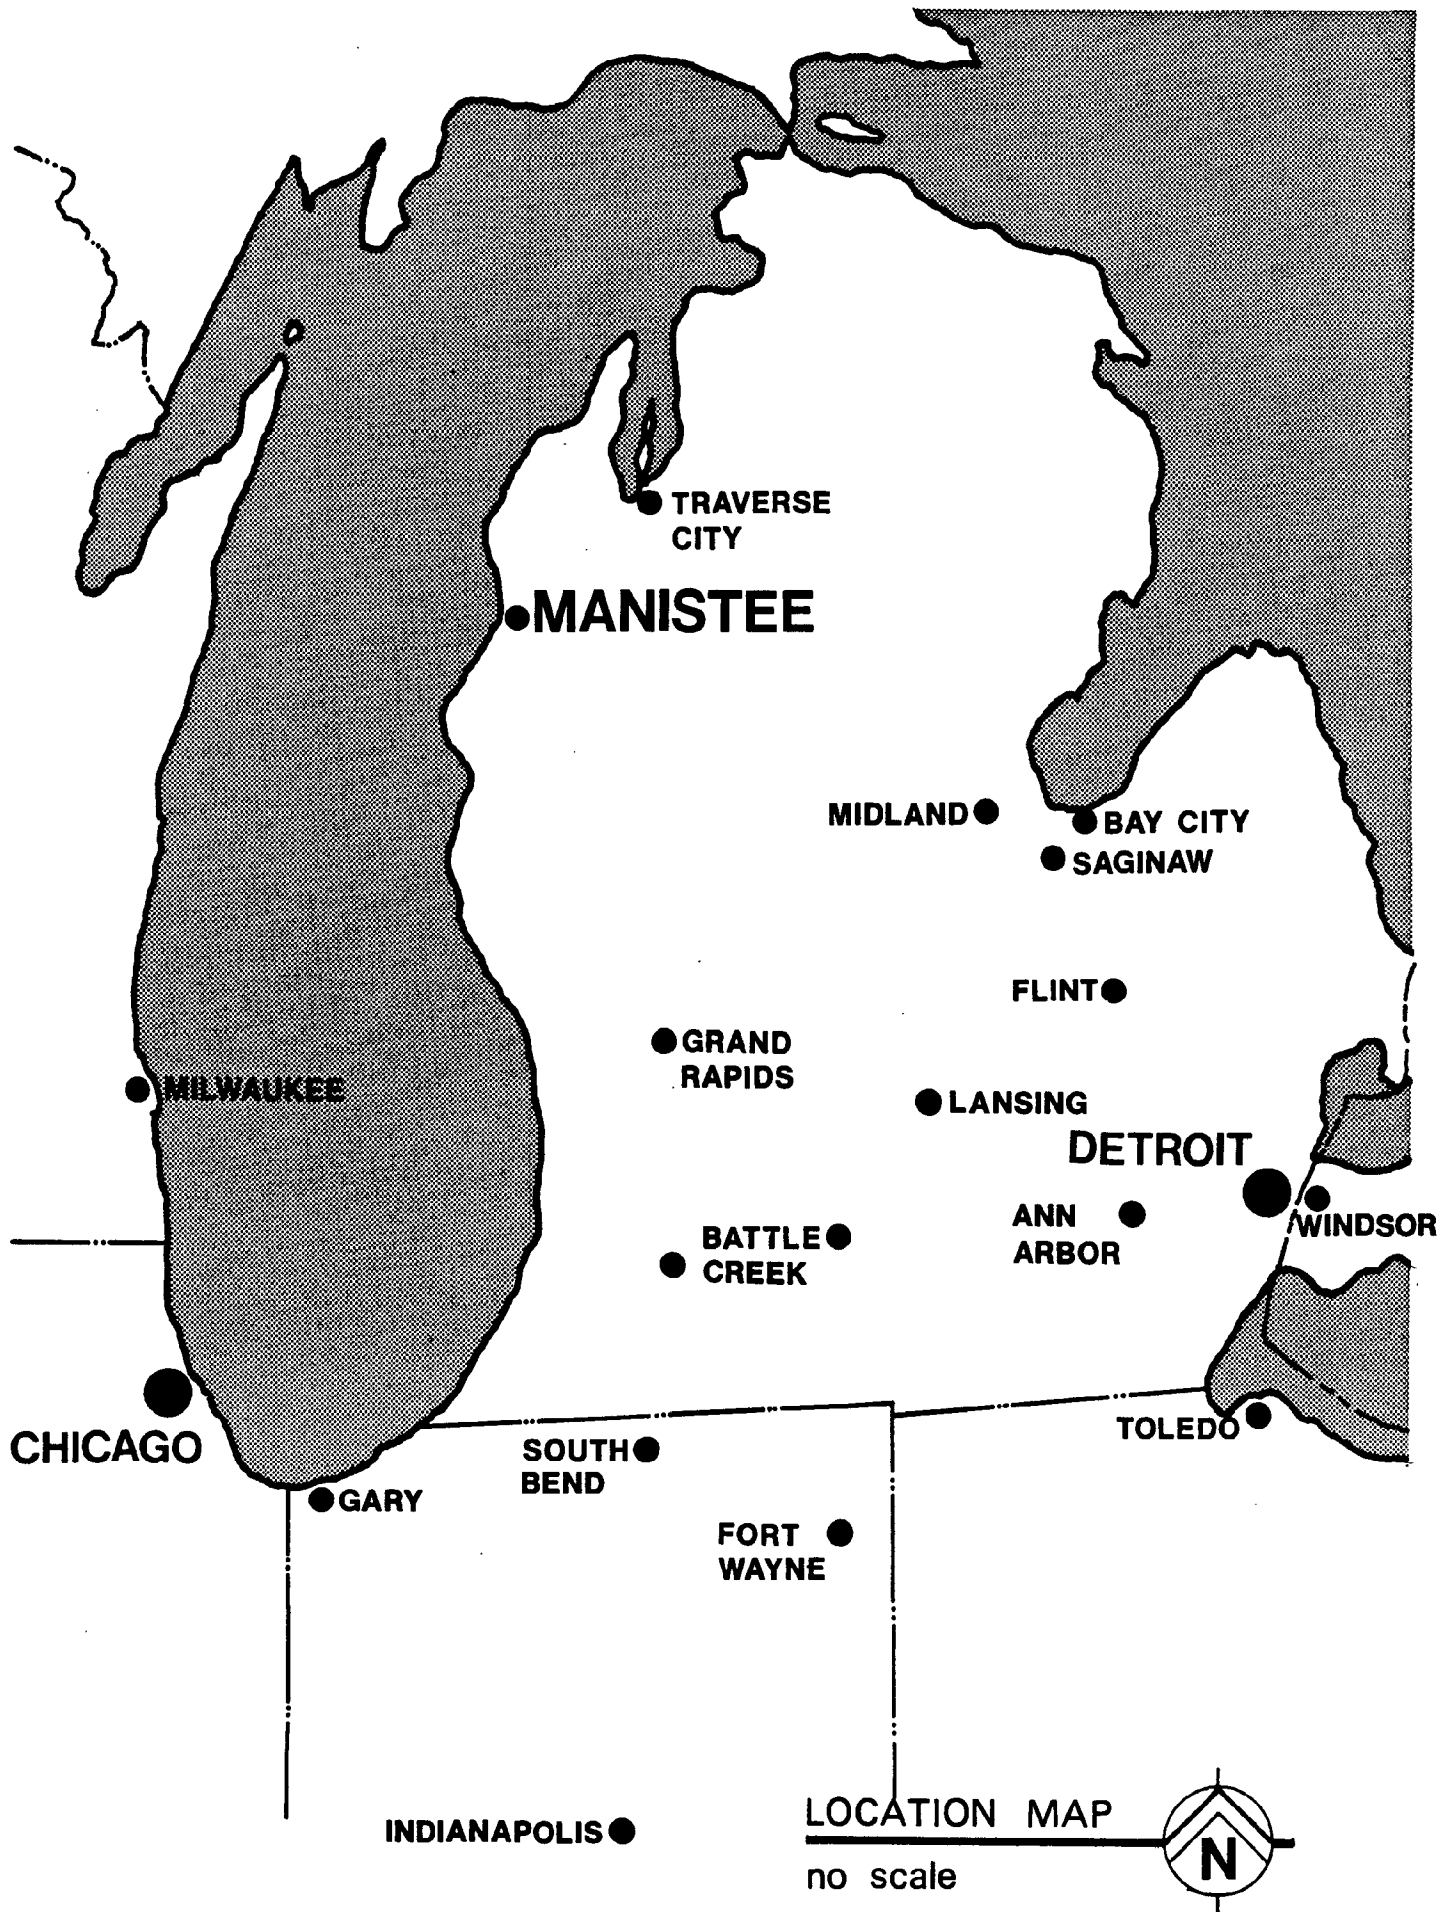 TRAVERSE
CITY
MANISTEE
MIDLAND
BAY CITY
SAGINAW
FLINT
GRAND
RAPIDS
MILWAUKEE
LANSING
DETROIT
ANN
ARBOR
WINDSOR
BATTLE
CREEK
CHICAGO
TOLEDO
SOUTH
BEND
GARY
FORT
WAYNE
INDIANAPOLIS
LOCATION MAP
no scale
N